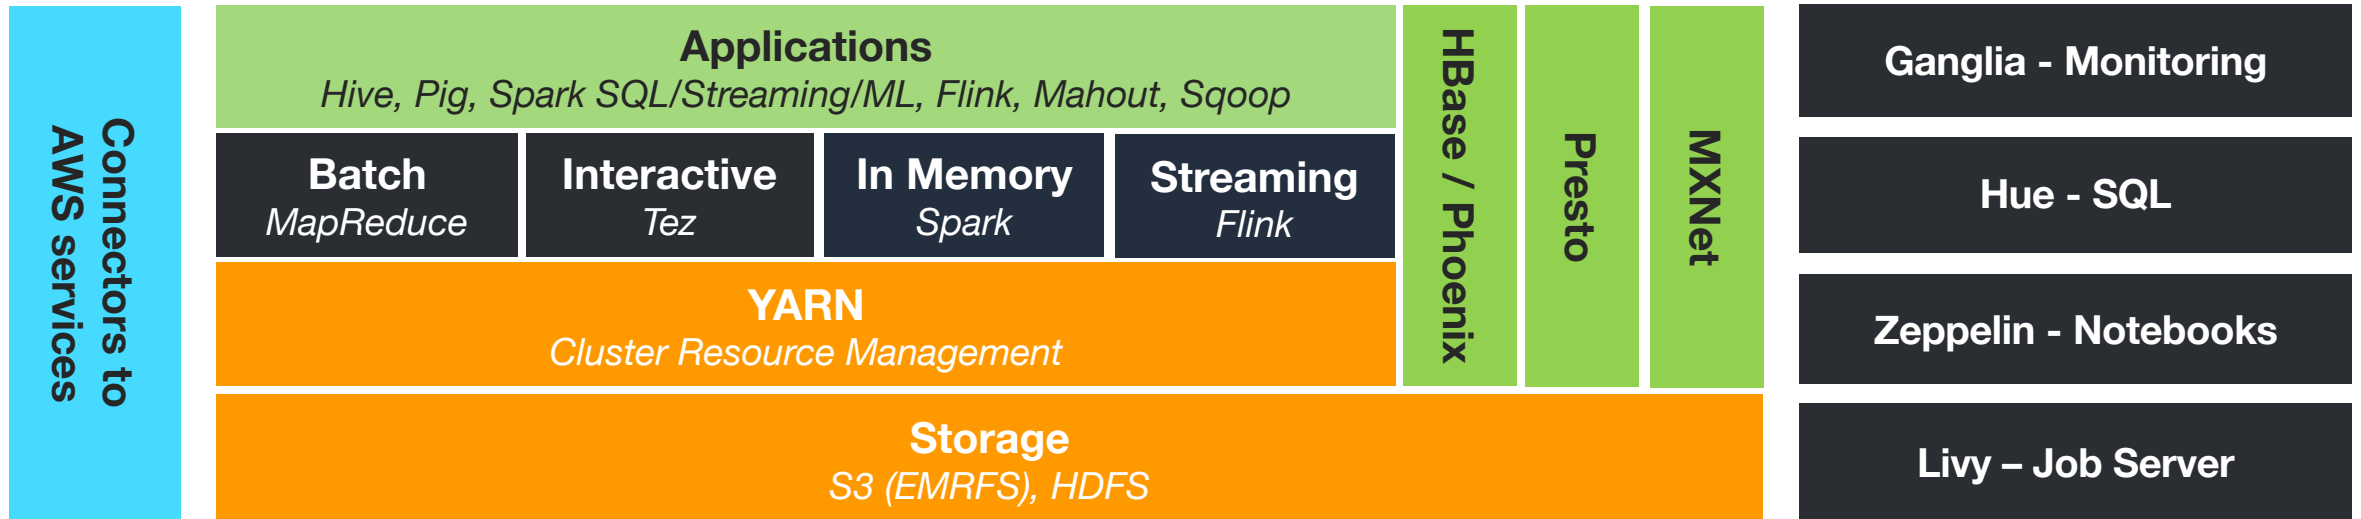 Connectors to
AWS services
Applications
Hive, Pig, Spark SQL/Streaming/ML, Flink, Mahout, Sqoop
Batch
MapReduce
Interactive
Tez
In Memory
Spark
Streaming
Flink
YARN
Cluster Resource Management
HBase / Phoenix
Presto
MXNet
Storage
S3 (EMRFS), HDFS
Ganglia - Monitoring
Hue - SQL
Zeppelin - Notebooks
Livy – Job Server